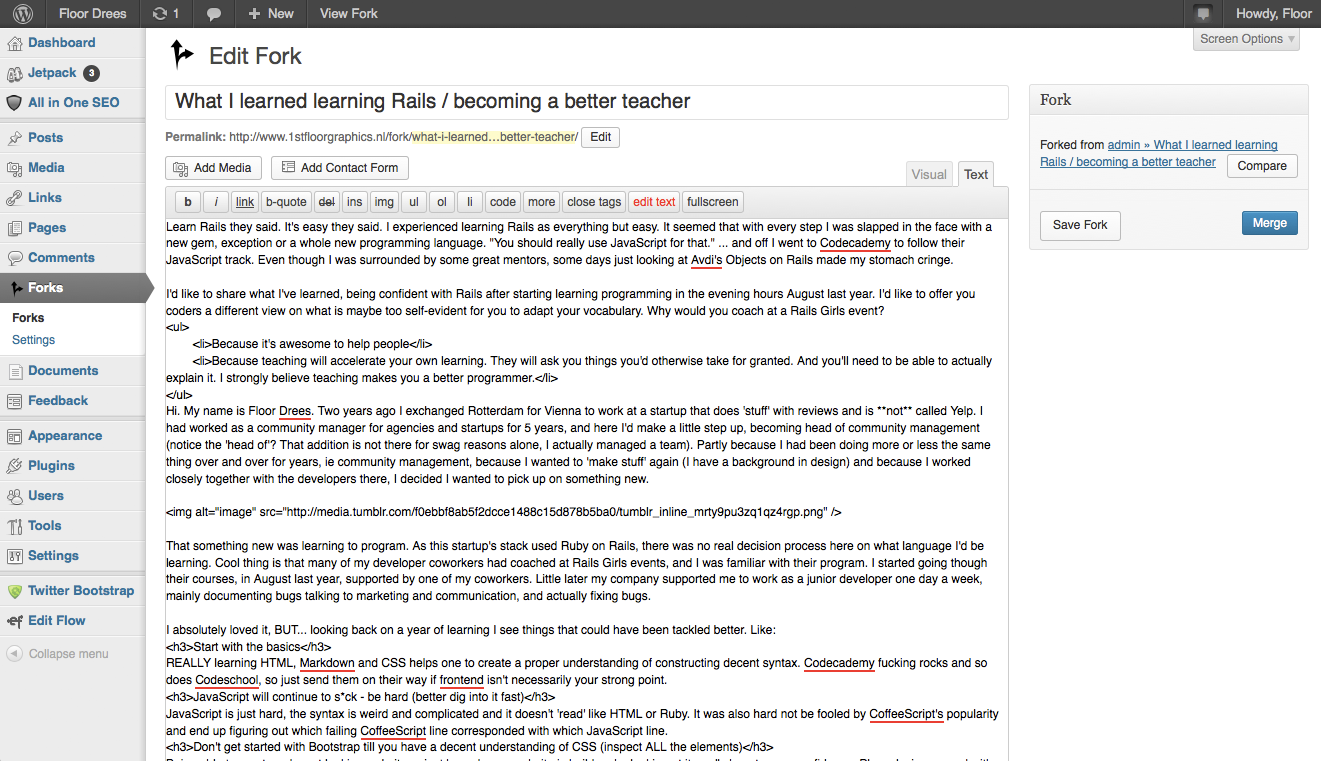 Floor Drees 1 New View Fork Howdy, Floor
Screen Options
Dashboard
Jetpack 3
All in One SEO
Posts
Media
Links
Pages
Comments
Forks
Forks
Settings
Documents
Feedback
Appearance
Plugins
Users
Tools
Settings
Twitter Bootstrap
Edit Flow
Collapse menu
Edit Fork
What I learned learning Rails / becoming a better teacher
Permalink: http://www.1stfloorgraphics.nl/fork/what-i-learned…better-teacher/ Edit
Add Media Add Contact Form
Visual Text
b i link b-quote del ins img ul ol li code more close tags edit text fullscreen
Learn Rails they said. It's easy they said. I experienced learning Rails as everything but easy. It seemed that with every step I was slapped in the face with a
new gem, exception or a whole new programming language. "You should really use JavaScript for that." ... and off I went to Codecademy to follow their
JavaScript track. Even though I was surrounded by some great mentors, some days just looking at Avdi's Objects on Rails made my stomach cringe.
I'd like to share what I've learned, being confident with Rails after starting learning programming in the evening hours August last year. I'd like to offer you
coders a different view on what is maybe too self-evident for you to adapt your vocabulary. Why would you coach at a Rails Girls event?
<ul>
<li>Because it's awesome to help people</li>
<li>Because teaching will accelerate your own learning. They will ask you things you'd otherwise take for granted. And you'll need to be able to actually
explain it. I strongly believe teaching makes you a better programmer.</li>
</ul>
Hi. My name is Floor Drees. Two years ago I exchanged Rotterdam for Vienna to work at a startup that does 'stuff' with reviews and is **not** called Yelp. I
had worked as a community manager for agencies and startups for 5 years, and here I'd make a little step up, becoming head of community management
(notice the 'head of'? That addition is not there for swag reasons alone, I actually managed a team). Partly because I had been doing more or less the same
thing over and over for years, ie community management, because I wanted to 'make stuff' again (I have a background in design) and because I worked
closely together with the developers there, I decided I wanted to pick up on something new.
<img alt="image" src="http://media.tumblr.com/f0ebbf8ab5f2dcce1488c15d878b5ba0/tumblr_inline_mrty9pu3zq1qz4rgp.png" />
That something new was learning to program. As this startup's stack used Ruby on Rails, there was no real decision process here on what language I'd be
learning. Cool thing is that many of my developer coworkers had coached at Rails Girls events, and I was familiar with their program. I started going though
their courses, in August last year, supported by one of my coworkers. Little later my company supported me to work as a junior developer one day a week,
mainly documenting bugs talking to marketing and communication, and actually fixing bugs.
I absolutely loved it, BUT... looking back on a year of learning I see things that could have been tackled better. Like:
<h3>Start with the basics</h3>
REALLY learning HTML, Markdown and CSS helps one to create a proper understanding of constructing decent syntax. Codecademy fucking rocks and so
does Codeschool, so just send them on their way if frontend isn't necessarily your strong point.
<h3>JavaScript will continue to s*ck - be hard (better dig into it fast)</h3>
JavaScript is just hard, the syntax is weird and complicated and it doesn't 'read' like HTML or Ruby. It was also hard not be fooled by CoffeeScript's popularity
and end up figuring out which failing CoffeeScript line corresponded with which JavaScript line.
<h3>Don't get started with Bootstrap till you have a decent understanding of CSS (inspect ALL the elements)</h3>
Fork
Forked from admin » What I learned learning
Rails / becoming a better teacher Compare
Save Fork Merge